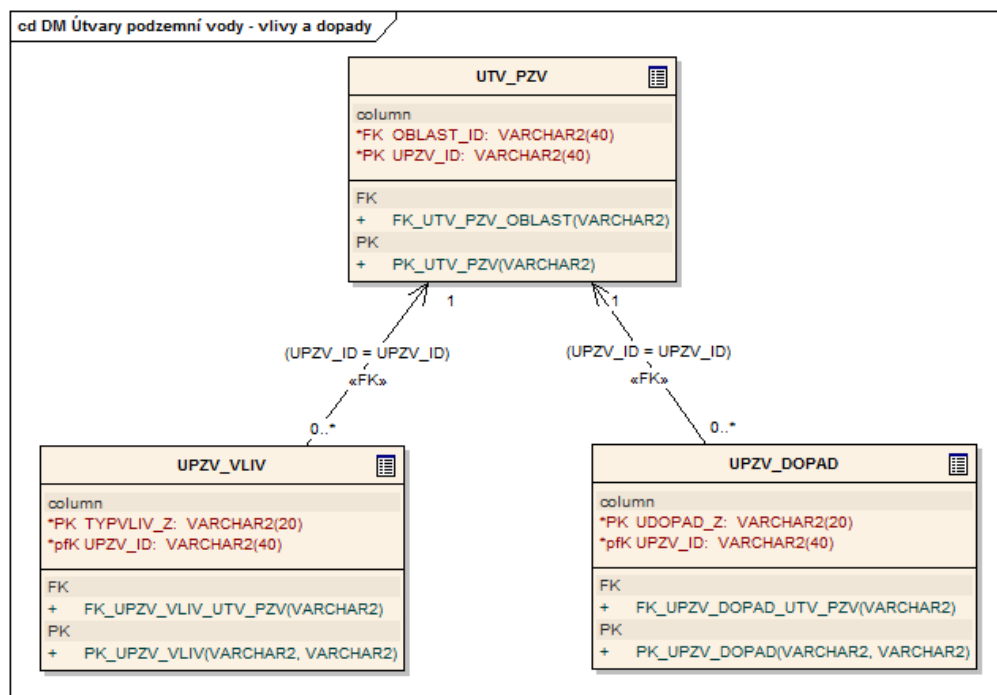 cd DM Útvary podzemní vody - vlivy a dopady
UTV_PZV
column
*FK OBLAST_ID: VARCHAR2(40)
*PK UPZV_ID: VARCHAR2(40)
FK
+ FK_UTV_PZV_OBLAST(VARCHAR2)
PK
+ PK_UTV_PZV(VARCHAR2)
1
1
(UPZV_ID = UPZV_ID)
(UPZV_ID = UPZV_ID)
«FK»
«FK»
0..*
0..*
UPZV_VLIV
column
*PK TYPVLIV_Z: VARCHAR2(20)
*pfK UPZV_ID: VARCHAR2(40)
FK
+ FK_UPZV_VLIV_UTV_PZV(VARCHAR2)
PK
+ PK_UPZV_VLIV(VARCHAR2, VARCHAR2)
UPZV_DOPAD
column
*PK UDOPAD_Z: VARCHAR2(20)
*pfK UPZV_ID: VARCHAR2(40)
FK
+ FK_UPZV_DOPAD_UTV_PZV(VARCHAR2)
PK
+ PK_UPZV_DOPAD(VARCHAR2, VARCHAR2)